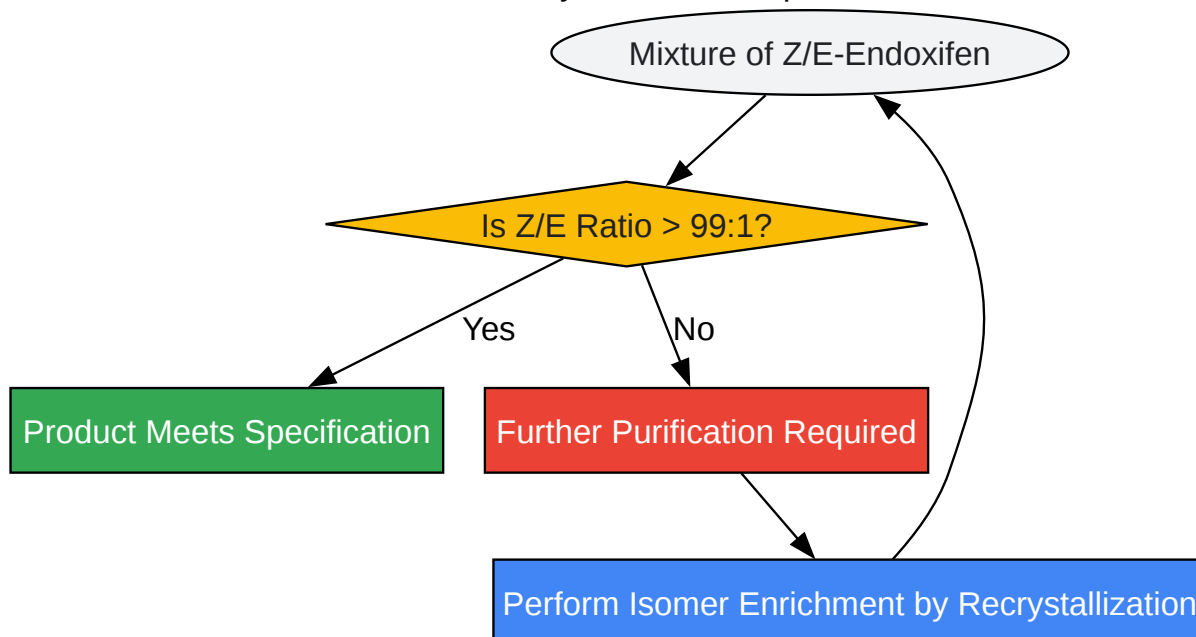 Mixture of Z/E-Endoxifen
Is Z/E Ratio > 99:1?
Yes
No
Product Meets Specification
Further Purification Required
Perform Isomer Enrichment by Recrystallization